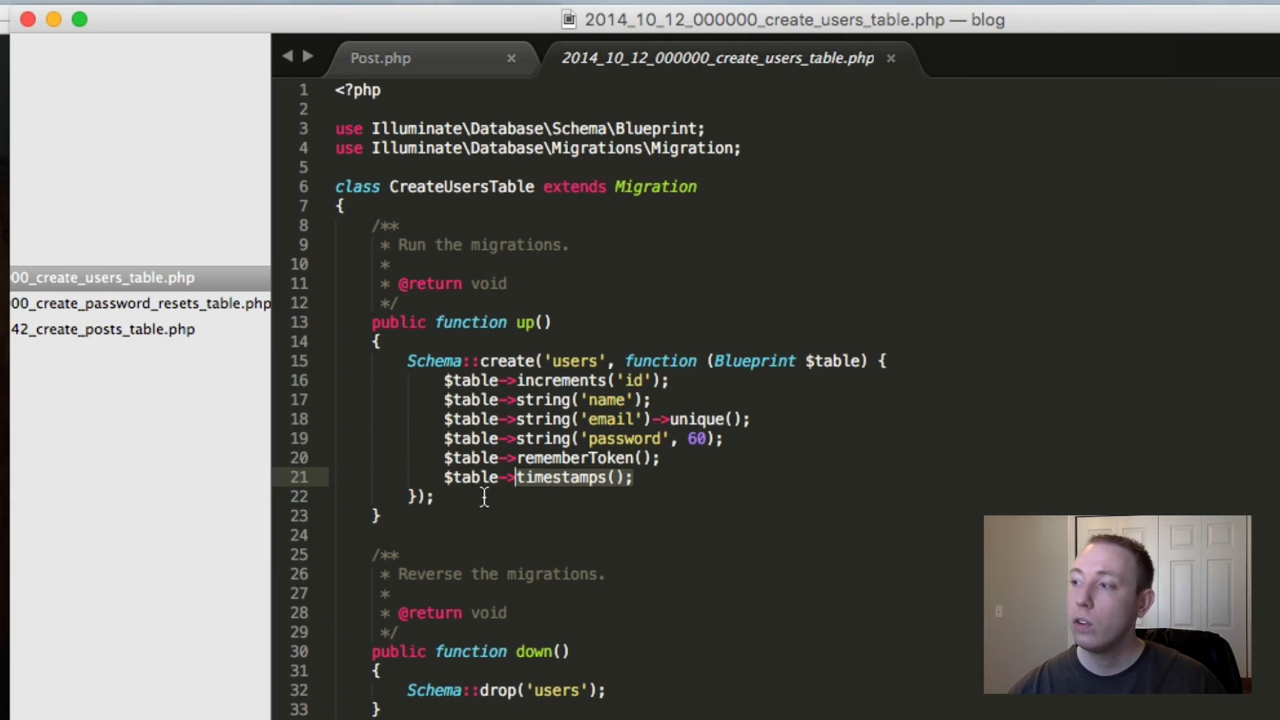 2014_10_12_000000_create_users_table.php — blog
Post.php ×
2014_10_12_000000_create_users_table.php ×
00_create_users_table.php
00_create_password_resets_table.php
42_create_posts_table.php
1 <?php
2
3 use Illuminate\Database\Schema\Blueprint;
4 use Illuminate\Database\Migrations\Migration;
5
6 class CreateUsersTable extends Migration
7 {
8 /**
9 * Run the migrations.
10 *
11 * @return void
12 */
13 public function up()
14 {
15 Schema::create('users', function (Blueprint $table) {
16 $table->increments('id');
17 $table->string('name');
18 $table->string('email')->unique();
19 $table->string('password', 60);
20 $table->rememberToken();
21 $table->timestamps();
22 });
23 }
24
25 /**
26 * Reverse the migrations.
27 *
28 * @return void
29 */
30 public function down()
31 {
32 Schema::drop('users');
33 }